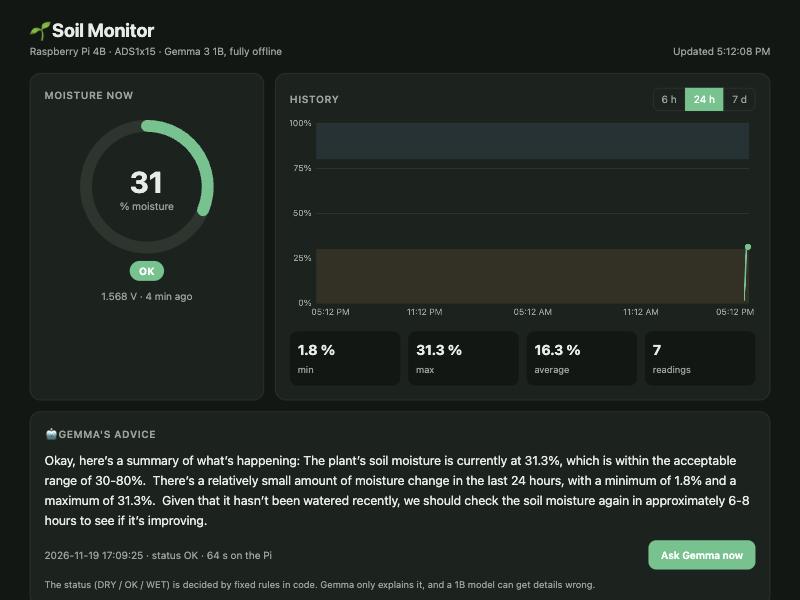 Soil Monitor
Raspberry Pi 4B · ADS1x15 · Gemma 3 1B, fully offline
Updated 5:12:08 PM
MOISTURE NOW
31
% moisture
OK
1.568 V · 4 min ago
HISTORY
6 h 24 h 7 d
100%
75%
50%
25%
0%
05:12 PM 11:12 PM 05:12 AM 11:12 AM 05:12 PM
1.8 % 31.3 % 16.3 % 7
min max average readings
GEMMA'S ADVICE
Okay, here's a summary of what's happening: The plant's soil moisture is currently at 31.3%, which is within the acceptable
range of 30-80%.  There's a relatively small amount of moisture change in the last 24 hours, with a minimum of 1.8% and a
maximum of 31.3%.  Given that it hasn't been watered recently, we should check the soil moisture again in approximately 6-8
hours to see if it's improving.
2026-11-19 17:09:25 · status OK · 64 s on the Pi
Ask Gemma now
The status (DRY / OK / WET) is decided by fixed rules in code. Gemma only explains it, and a 1B model can get details wrong.